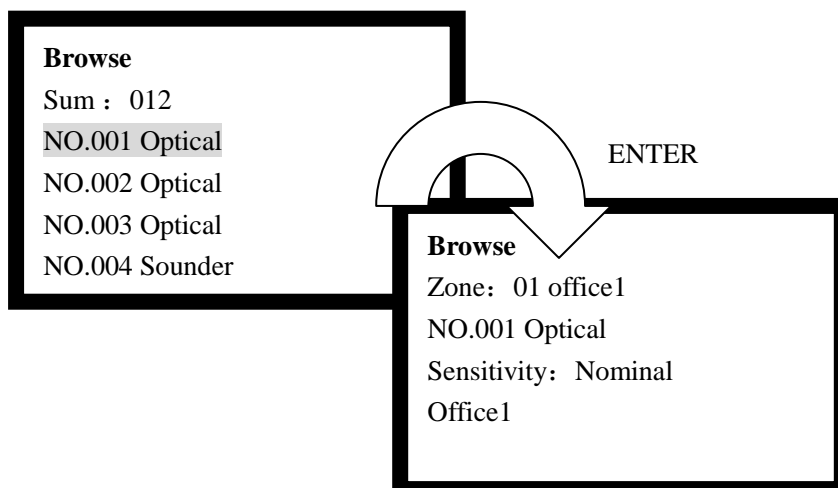 Browse
Sum： 012
NO.001 Optical
NO.002 Optical
NO.003 Optical
NO.004 Sounder
ENTER
Browse
Zone：01 office1
NO.001 Optical
Sensitivity：Nominal
Office1